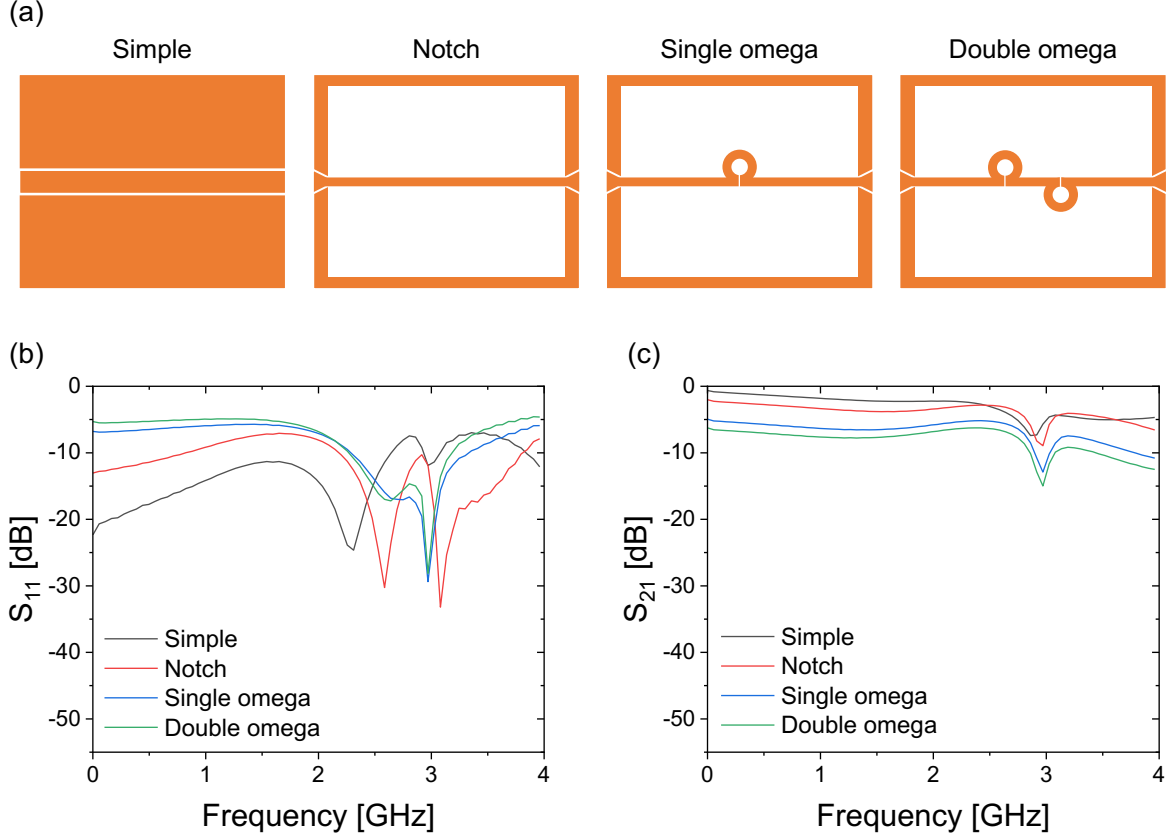 (a)
Simple Notch Single omega Double omega
(b)
0
-10
-20
-30
-40
-50
S11 [dB]
Simple
Notch
Single omega
Double omega
0 1 2 3 4
Frequency [GHz]
(c)
0
-10
-20
-30
-40
-50
S21 [dB]
Simple
Notch
Single omega
Double omega
0 1 2 3 4
Frequency [GHz]